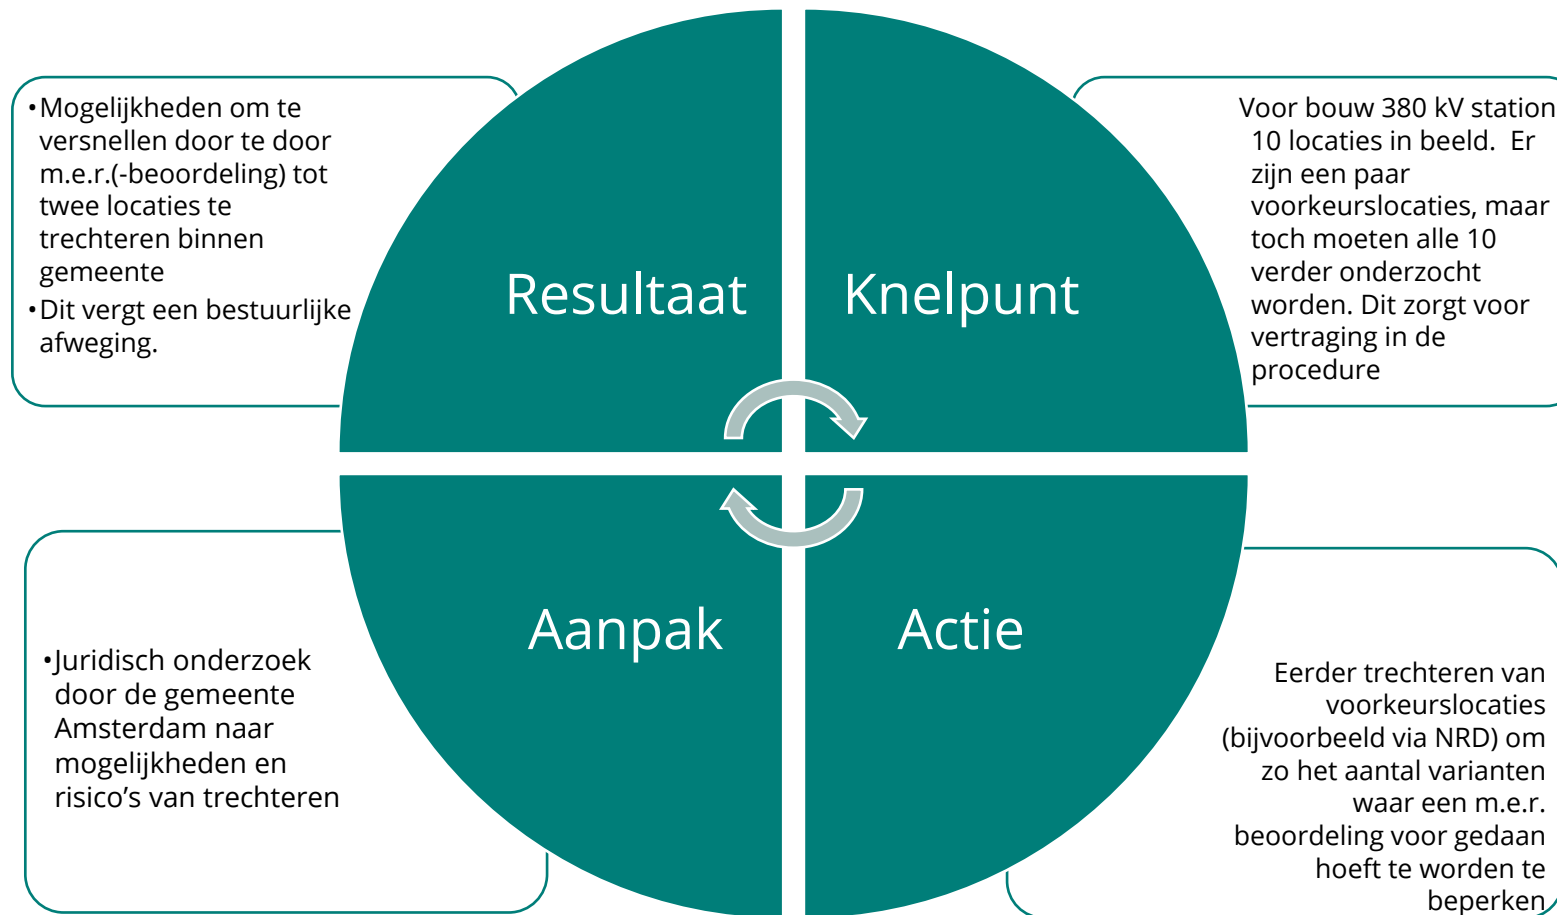 •Mogelijkheden om te
versnellen door te door
m.e.r.(-beoordeling) tot
twee locaties te
trechteren binnen
gemeente
•Dit vergt een bestuurlijke
afweging.
Resultaat
Knelpunt
Voor bouw 380 kV station
10 locaties in beeld. Er
zijn een paar
voorkeurslocaties, maar
toch moeten alle 10
verder onderzocht
worden. Dit zorgt voor
vertraging in de
procedure
Aanpak
Actie
•Juridisch onderzoek
door de gemeente
Amsterdam naar
mogelijkheden en
risico's van trechteren
Eerder trechteren van
voorkeurslocaties
(bijvoorbeeld via NRD) om
zo het aantal varianten
waar een m.e.r.
beoordeling voor gedaan
hoeft te worden te
beperken